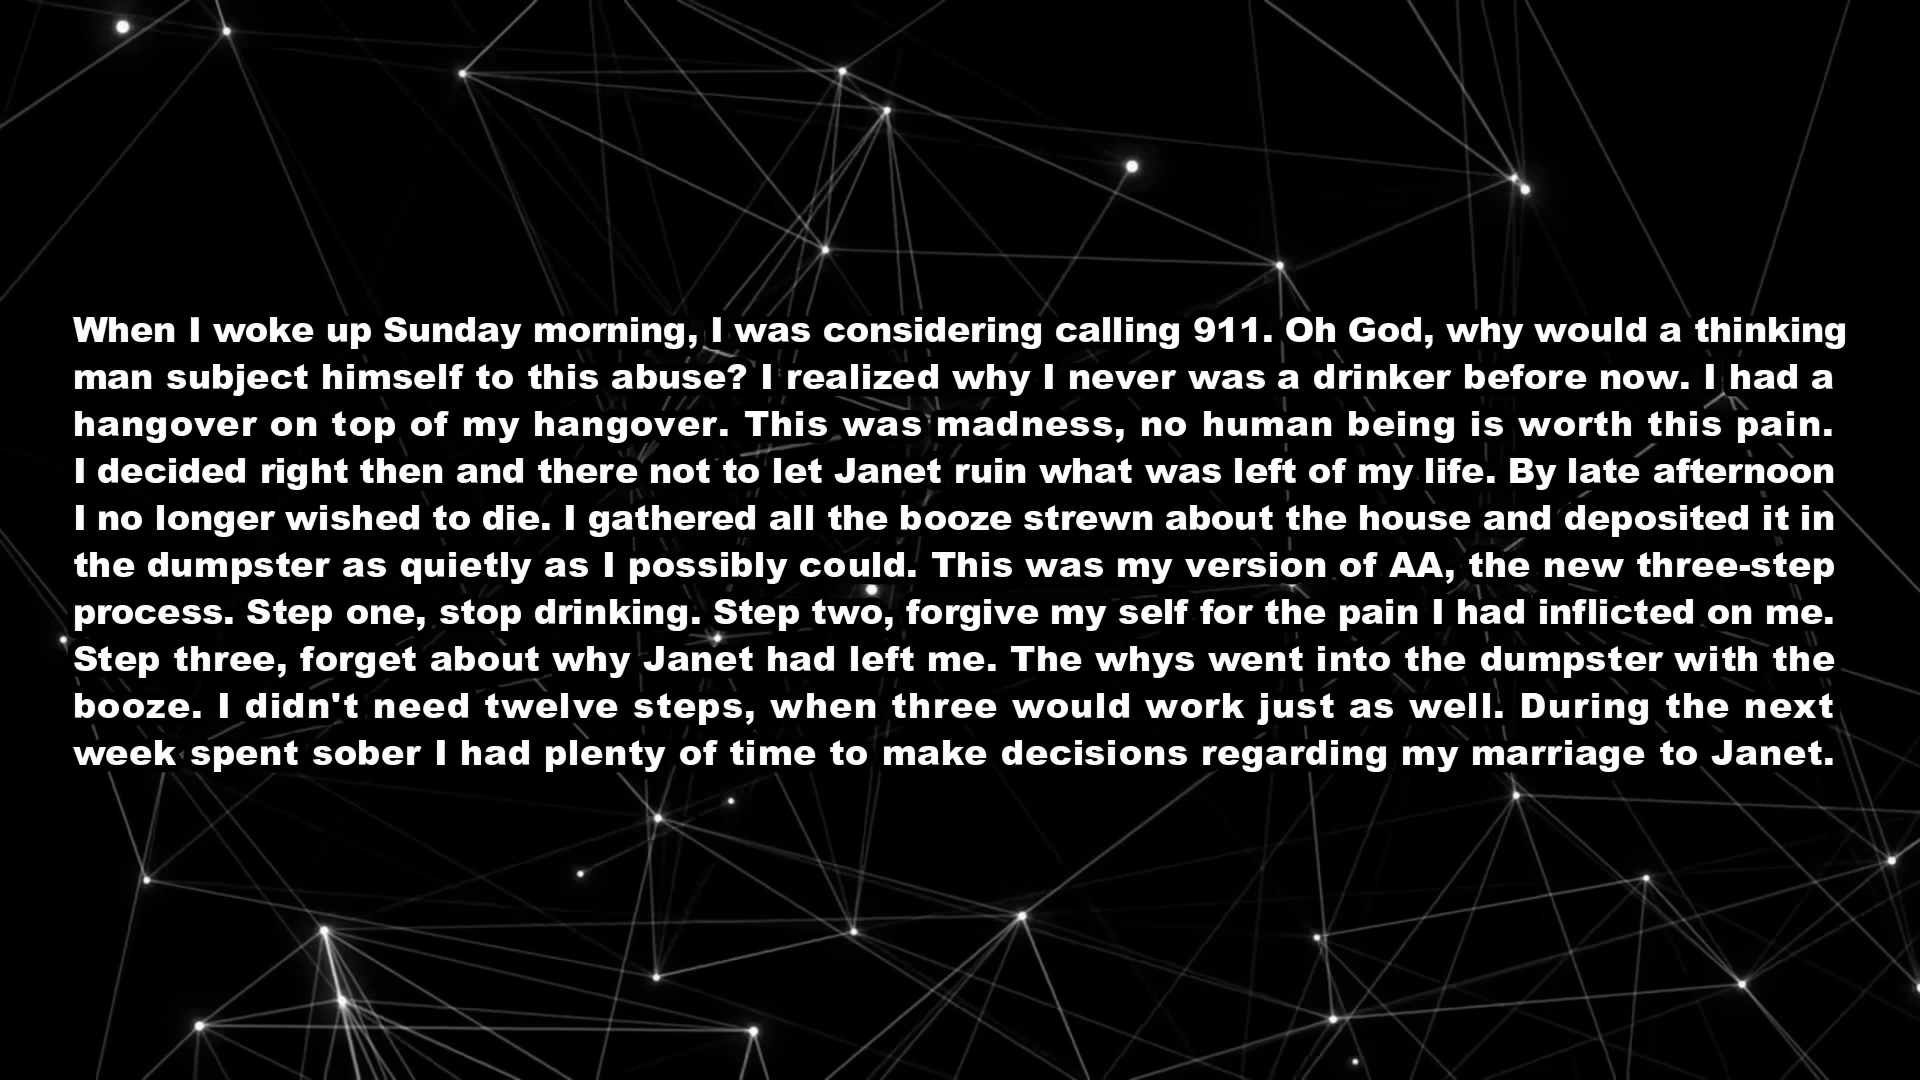 When I woke up Sunday morning, I was considering calling 911. Oh God, why would a thinking
man subject himself to this abuse? I realized why I never was a drinker before now. I had a
hangover on top of my hangover. This was madness, no human being is worth this pain.
I decided right then and there not to let Janet ruin what was left of my life. By late afternoon
I no longer wished to die. I gathered all the booze strewn about the house and deposited it in
the dumpster as quietly as I possibly could. This was my version of AA, the new three-step
process. Step one, stop drinking. Step two, forgive my self for the pain I had inflicted on me.
Step three, forget about why Janet had left me. The whys went into the dumpster with the
booze. I didn't need twelve steps, when three would work just as well. During the next
week spent sober I had plenty of time to make decisions regarding my marriage to Janet.